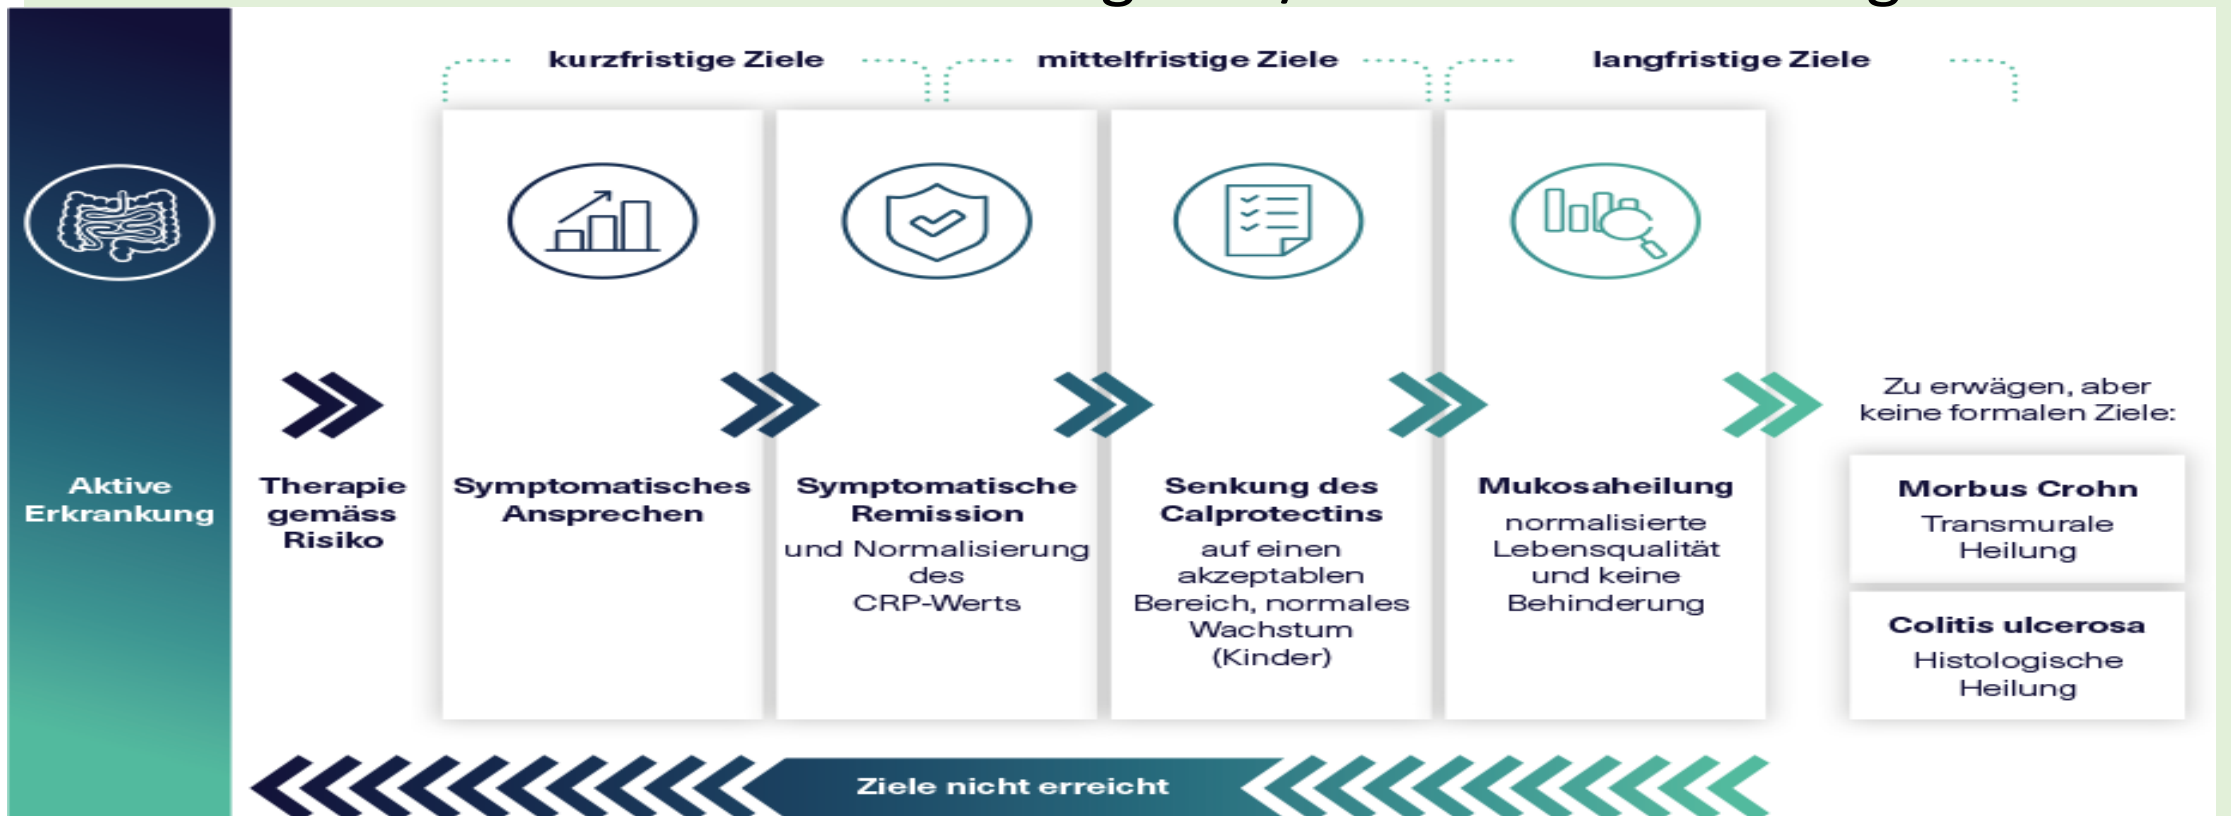 kurzfristige Ziele
mittelfristige Ziele
langfristige Ziele
Aktive
Erkrankung
Therapie
gemäss
Risiko
Symptomatisches
Ansprechen
Symptomatische
Remission
und Normalisierung
des
CRP-Werts
Senkung des
Calprotectins
auf einen
akzeptablen
Bereich, normales
Wachstum
(Kinder)
Mukosaheilung
normalisierte
Lebensqualität
und keine
Behinderung
Zu erwägen, aber
keine formalen Ziele:
Morbus Crohn
Transmurale
Heilung
Colitis ulcerosa
Histologische
Heilung
Ziele nicht erreicht